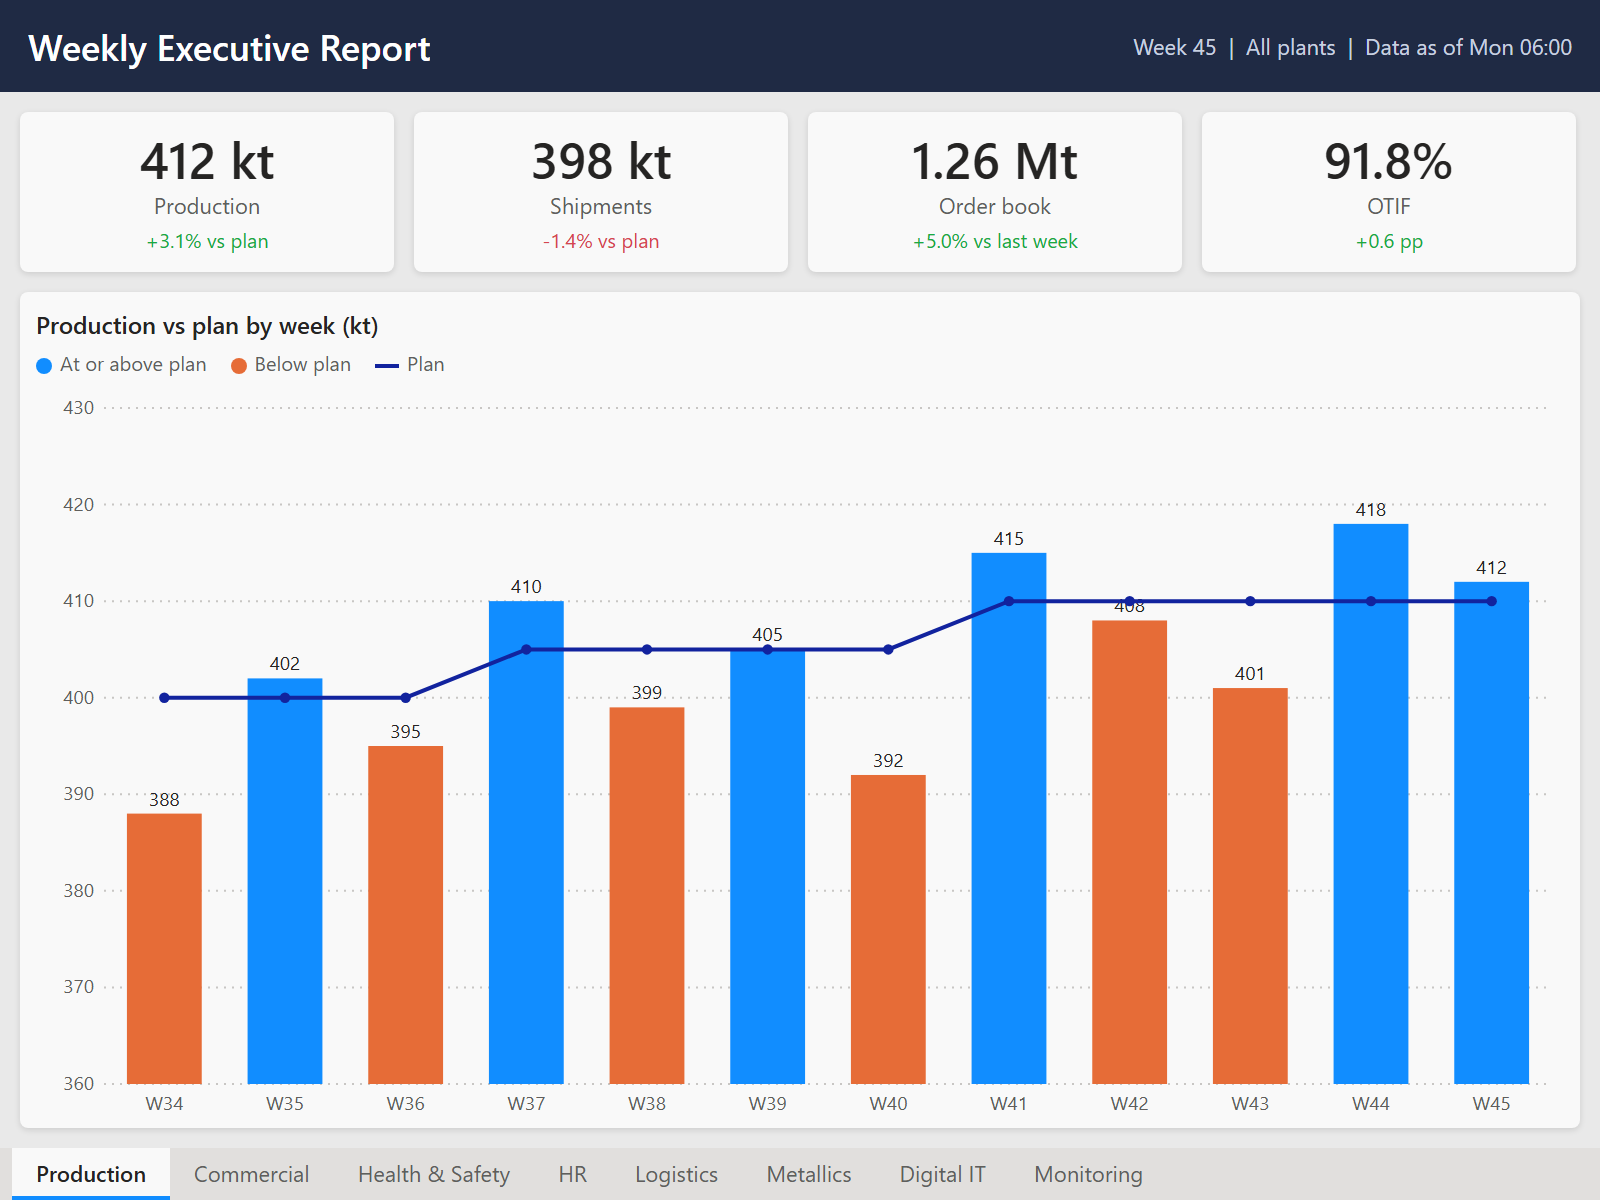 Weekly Executive Report
Week 45 | All plants | Data as of Mon 06:00
412 kt
Production
+3.1% vs plan
398 kt
Shipments
-1.4% vs plan
1.26 Mt
Order book
+5.0% vs last week
91.8%
OTIF
+0.6 pp
Production vs plan by week (kt)
At or above plan Below plan Plan
430
420
410
400
390
380
370
360
388
402
395
410
399
405
392
415
408
401
418
412
W34 W35 W36 W37 W38 W39 W40 W41 W42 W43 W44 W45
Production Commercial Health & Safety HR Logistics Metallics Digital IT Monitoring